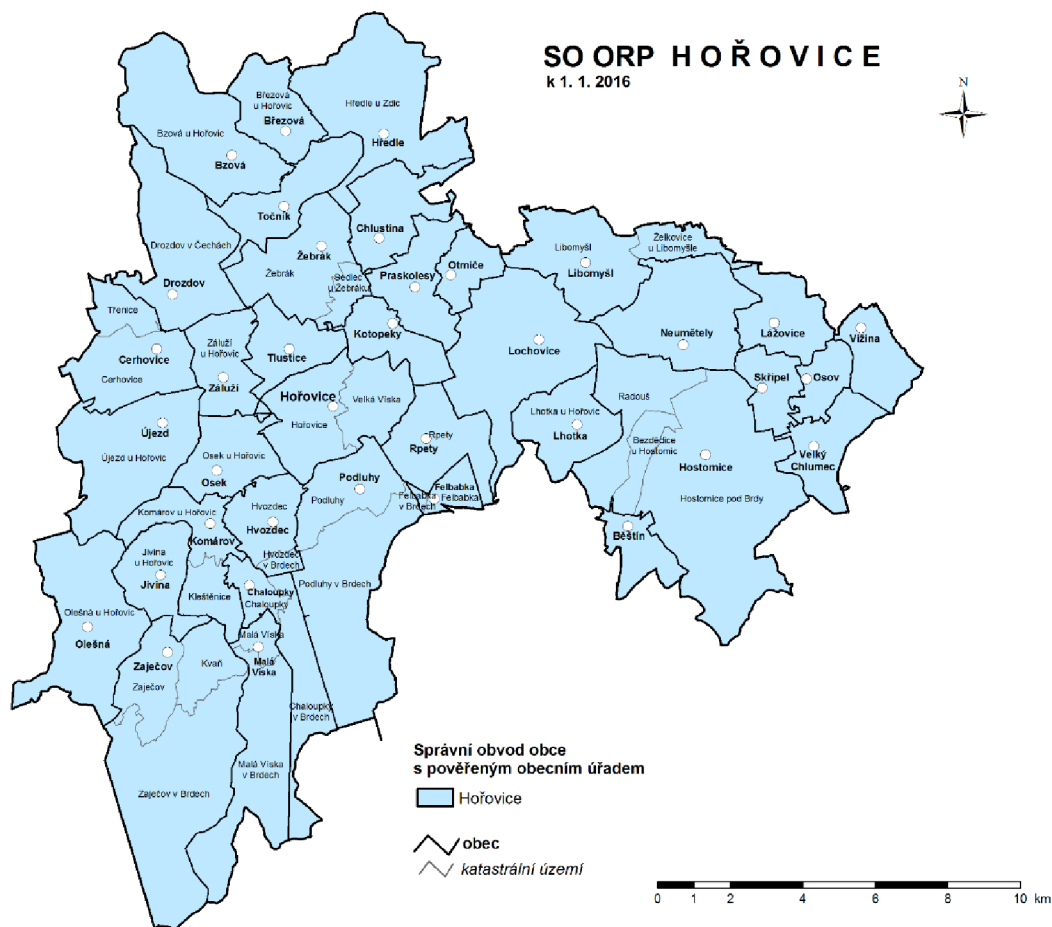 SO ORP HOŘOVICE
k 1. 1. 2016
N
Březová
u Hořovic
Březová
Hředle u Zdic
Hředle
Bzová u Hořovic
Bzová
Točník
Chlustina
Drozdov v Čechách
Drozdov
Žebrák
Žebrák
Sedlec
u Žebráku
Praskolesy
Otmíče
Libomyšl
Libomyšl
Želkovice
u Libomyšle
Třenice
Cerhovice
Cerhovice
Záluží
u Hořovic
Záluží
Tlustice
Kotopeky
Lochovice
Neumětely
Lážovice
Vižina
Skřipel
Osov
Hořovice
Hořovice
Velká Víska
Radouš
Lhotka u Hořovic
Lhotka
Bezdědice
u Hostomic
Hostomice
Hostomice pod Brdy
Velký
Chlumec
Újezd
Újezd u Hořovic
Osek u Hořovic
Osek
Rpety
Rpety
Podluhy
Podluhy
Felbabka
Felbabka
Felbabka
v Brdech
Komárov u Hořovic
Komárov
Hvozdec
Hvozdec
Hvozdec
v Brdech
Běštín
Jivina
u Hořovic
Jivina
Kleštěnice
Chaloupky
Chaloupky
Podluhy v Brdech
Olešná u Hořovic
Olešná
Zaječov
Zaječov
Kvaň
Malá Víska
Malá
Víska
Chaloupky
v Brdech
Malá Víska
v Brdech
Zaječov v Brdech
Správní obvod obce
s pověřeným obecním úřadem
Hořovice
obec
katastrální území
0 1 2 4 6 8 10 km